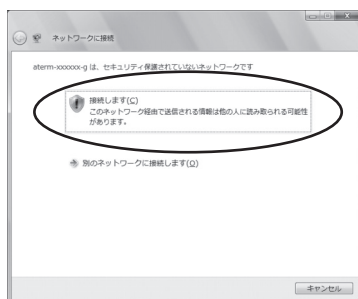 ネットワークに接続
aterm-xxxxxx-g は、セキュリティ保護されていないネットワークです
接続します(C)
このネットワーク経由で送信される情報は他の人に読み取られる可能性
があります。
別のネットワークに接続します(O)
キャンセル